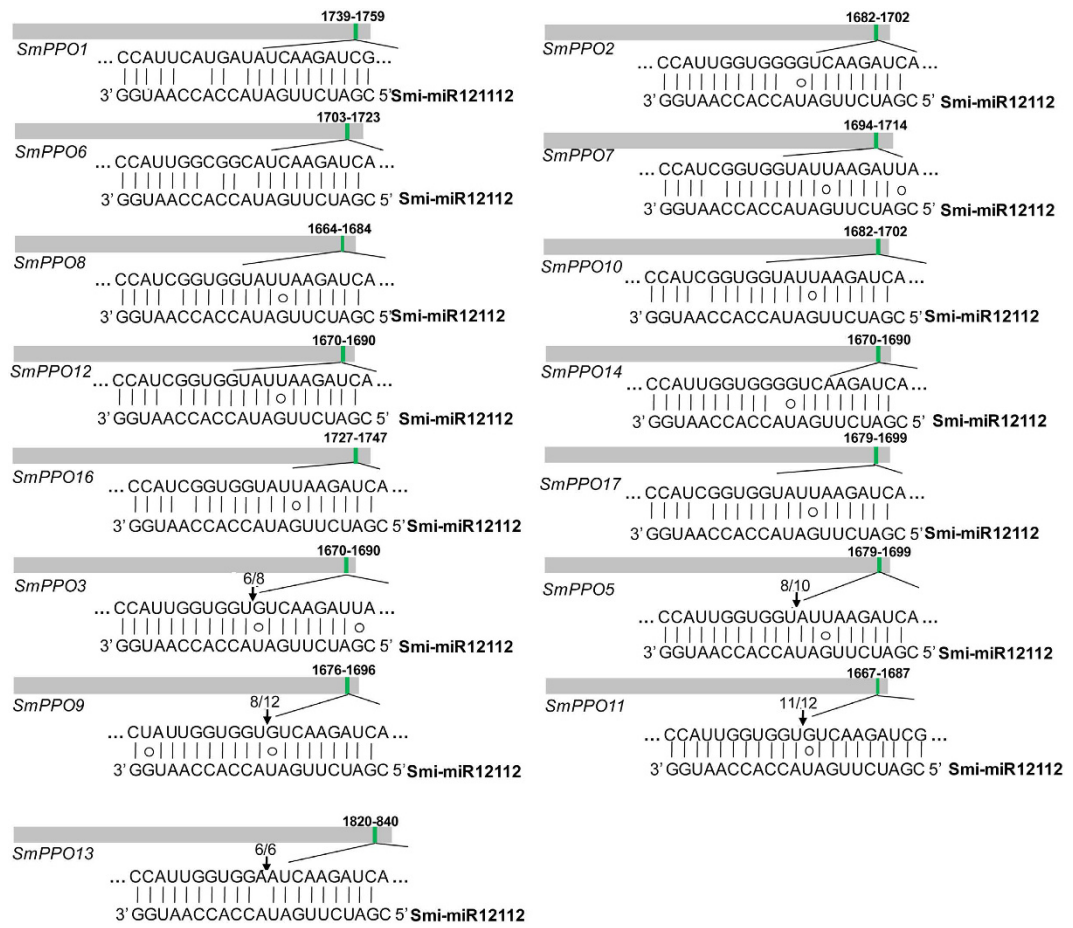 1739-1759
SmPPO1
... CCAUUCAUGAUAUCAAGAUCG...
3’GGUAACCACCAUAGUUCUAGC 5’Smi-miR121112
1682-1702
SmPPO2
... CCAUUGGUGGGGUCAAGAUCA...
3’GGUAACCACCAUAGUUCUAGC 5’ Smi-miR12112
1703-1723
SmPPO6
... CCAUUGGCGGCAUCAAGAUCA ...
3’GGUAACCACCAUAGUUCUAGC 5’ Smi-miR12112
1694-1714
SmPPO7
... CCAUCGGUGGUAUUAAGAUUA ...
3’GGUAACCACCAUAGUUCUAGC 5’ Smi-miR12112
1664-1684
SmPPO8
... CCAUCGGUGGUAUUAAGAUCA ...
3’GGUAACCACCAUAGUUCUAGC 5’Smi-miR12112
1682-1702
SmPPO10
... CCAUCGGUGGUAUUAAGAUCA ...
3’GGUAACCACCAUAGUUCUAGC 5’ Smi-miR12112
1670-1690
SmPPO12
... CCAUCGGUGGUAUUAAGAUCA ...
3’GGUAACCACCAUAGUUCUAGC 5’ Smi-miR12112
1670-1690
SmPPO14
... CCAUUGGUGGGGUCAAGAUCA ...
3’GGUAACCACCAUAGUUCUAGC 5’ Smi-miR12112
1727-1747
SmPPO16
... CCAUCGGUGGUAUUAAGAUCA ...
3’GGUAACCACCAUAGUUCUAGC 5’ Smi-miR12112
1679-1699
SmPPO17
... CCAUCGGUGGUAUUAAGAUCA ...
3’GGUAACCACCAUAGUUCUAGC 5’Smi-miR12112
1670-1690
6/8
SmPPO3
... CCAUUGGUGGUGUCAAGAUUA ...
3’GGUAACCACCAUAGUUCUAGC 5’ Smi-miR12112
1679-1699
8/10
SmPPO5
... CCAUUGGUGGUAUUAAGAUCA ...
3’GGUAACCACCAUAGUUCUAGC 5’ Smi-miR12112
1676-1696
8/12
SmPPO9
... CUAUUGGUGGUGUCAAGAUCA ...
3’GGUAACCACCAUAGUUCUAGC 5’Smi-miR12112
1667-1687
11/12
SmPPO11
... CCAUUGGUGGUGUCAAGAUCG ...
3’GGUAACCACCAUAGUUCUAGC 5’ Smi-miR12112
1820-840
6/6
SmPPO13
... CCAUUGGUGGAAUCAAGAUCA ...
3’GGUAACCACCAUAGUUCUAGC 5’Smi-miR12112